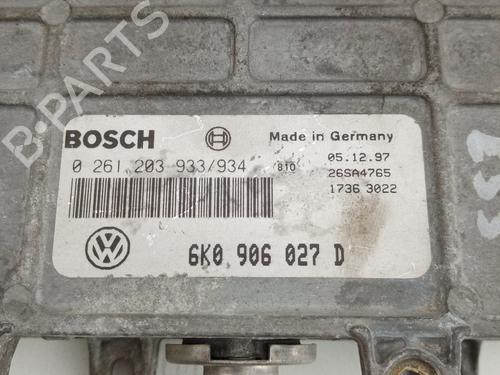 BOSCH
Made in Germany
0 261 203 933/934
810
05.12.97
26SA4765
1736 3022
6K0 906 027 D
B-PARTS